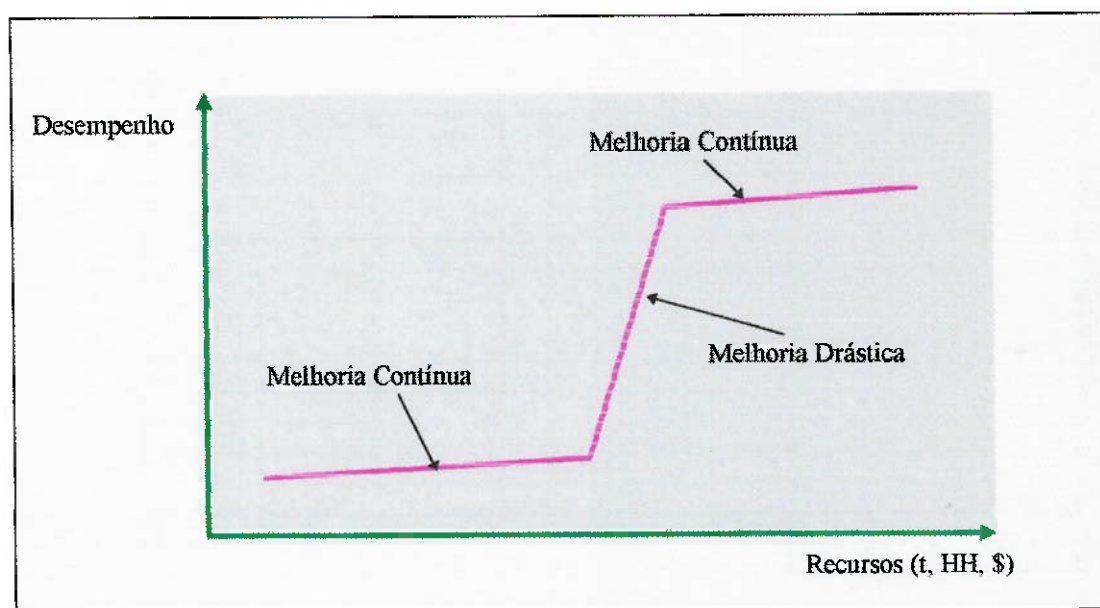 Desempenho
Melhoria Contínua
Melhoria Drástica
Melhoria Contínua
Recursos (t, HH, $)